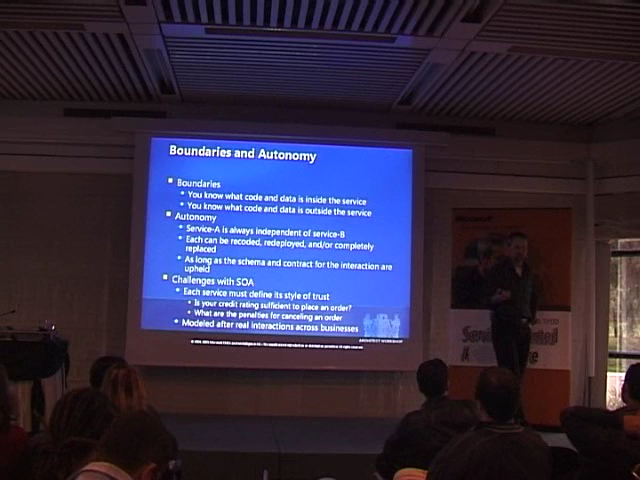 Boundaries and Autonomy
Boundaries
You know what code and data is inside the service
You know what code and data is outside the service
Autonomy
Service-A is always independent of service-B
Each can be recoded, redeployed, and/or completely
replaced
As long as the schema and contract for the interaction are
upheld
Challenges with SOA
Each service must define its style of trust
Is your credit rating sufficient to place an order?
What are the penalties for canceling an order
Modeled after real interactions across businesses
ARCHITECT WORKSHOP